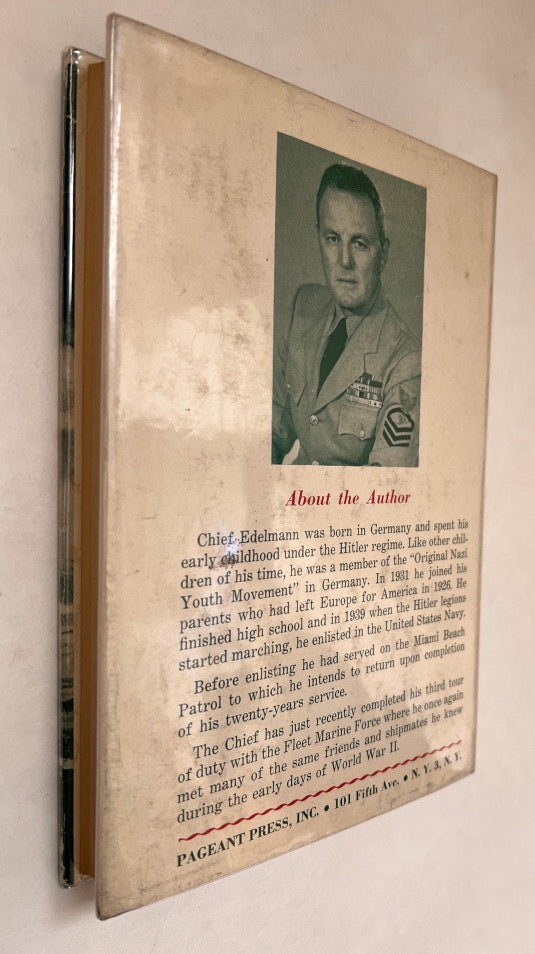 About the Author
Chief Edelmann was born in Germany and spent his
early childhood under the Hitler regime. Like other chil-
dren of his time, he was a member of the "Original Nazi
Youth Movement" in Germany. In 1931 he joined his
parents who had left Europe for America in 1926. He
finished high school and in 1939 when the Hitler legions
started marching, he enlisted in the United States Navy.
Before enlisting he had served on the Miami Beach
Patrol to which he intends to return upon completion
of his twenty-years service.
The Chief has just recently completed his third tour
of duty with the Fleet Marine Force where he once again
met many of the same friends and shipmates he knew
during the early days of World War II.
PAGEANT PRESS, INC. • 101 Fifth Ave. • N. Y. 3, N. Y.